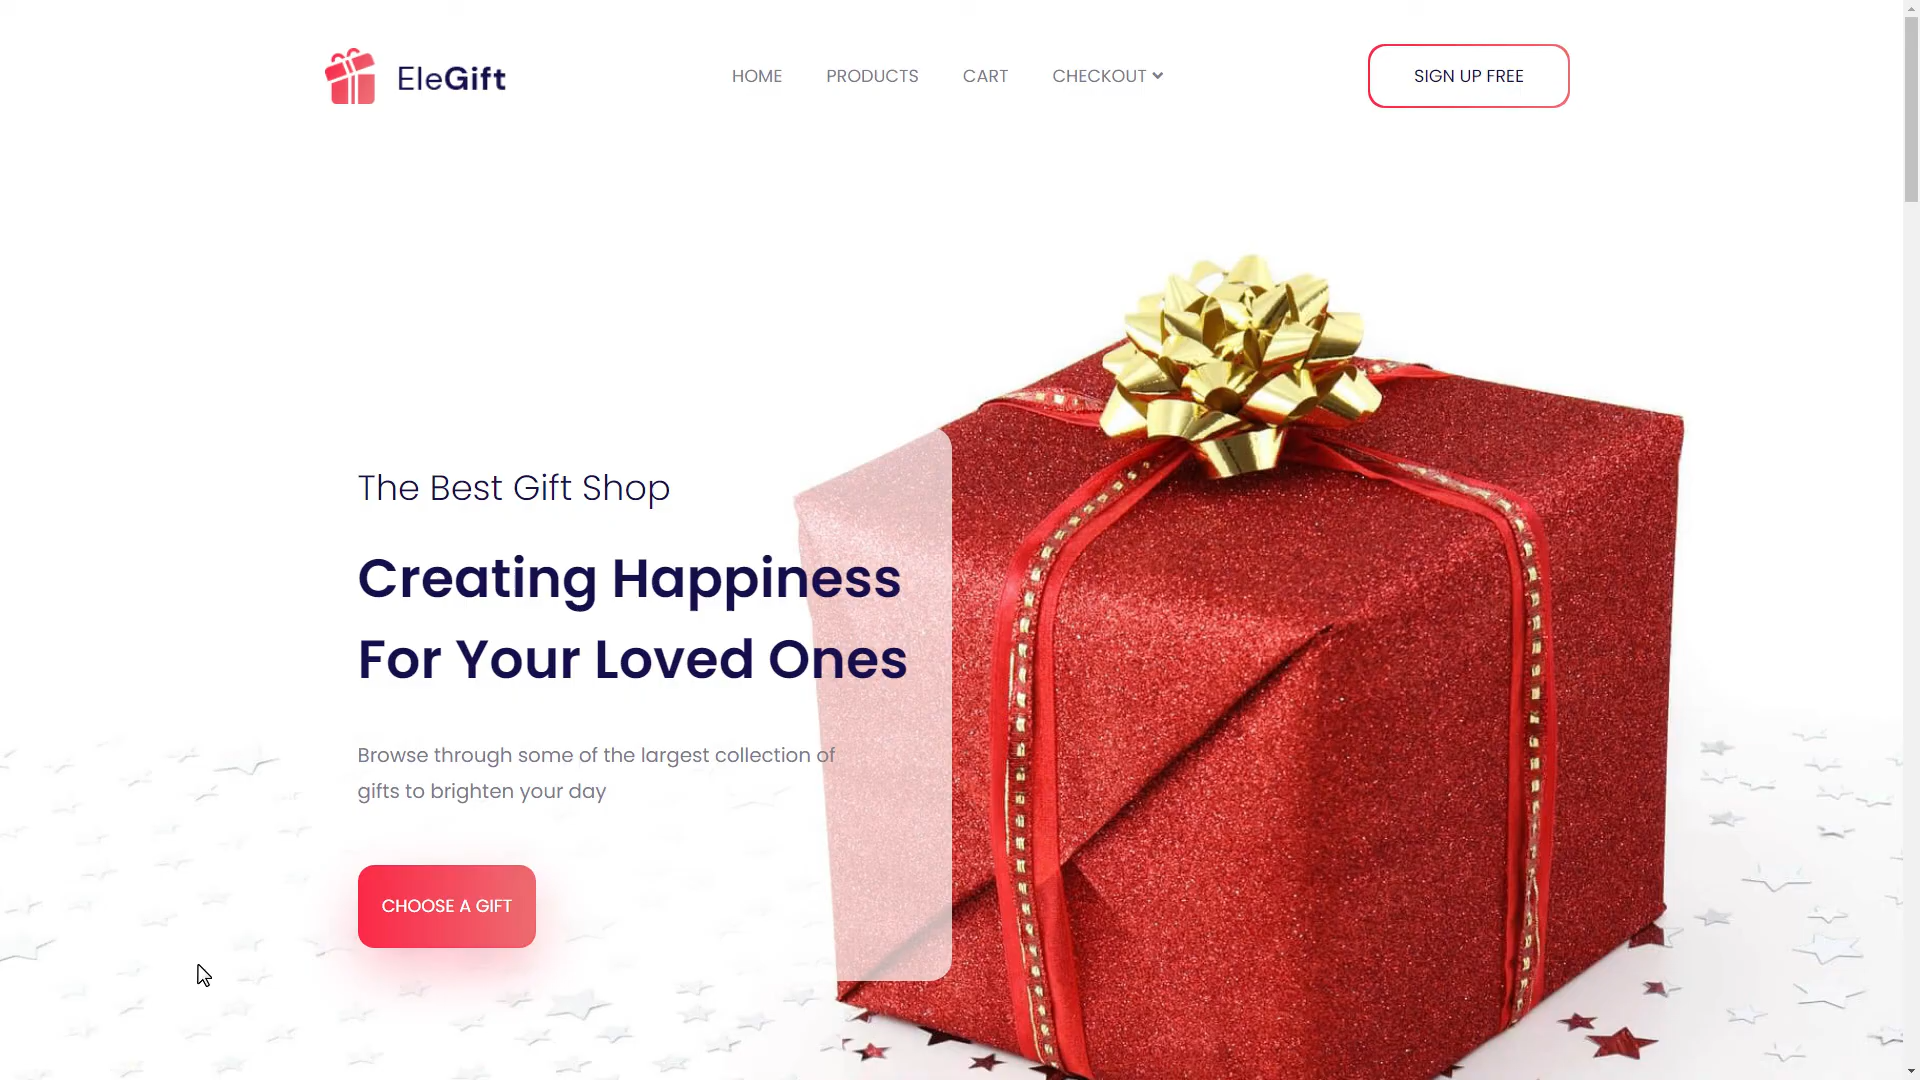 EleGift
HOME PRODUCTS CART CHECKOUT
SIGN UP FREE
The Best Gift Shop
Creating Happiness
For Your Loved Ones
Browse through some of the largest collection of
gifts to brighten your day
CHOOSE A GIFT